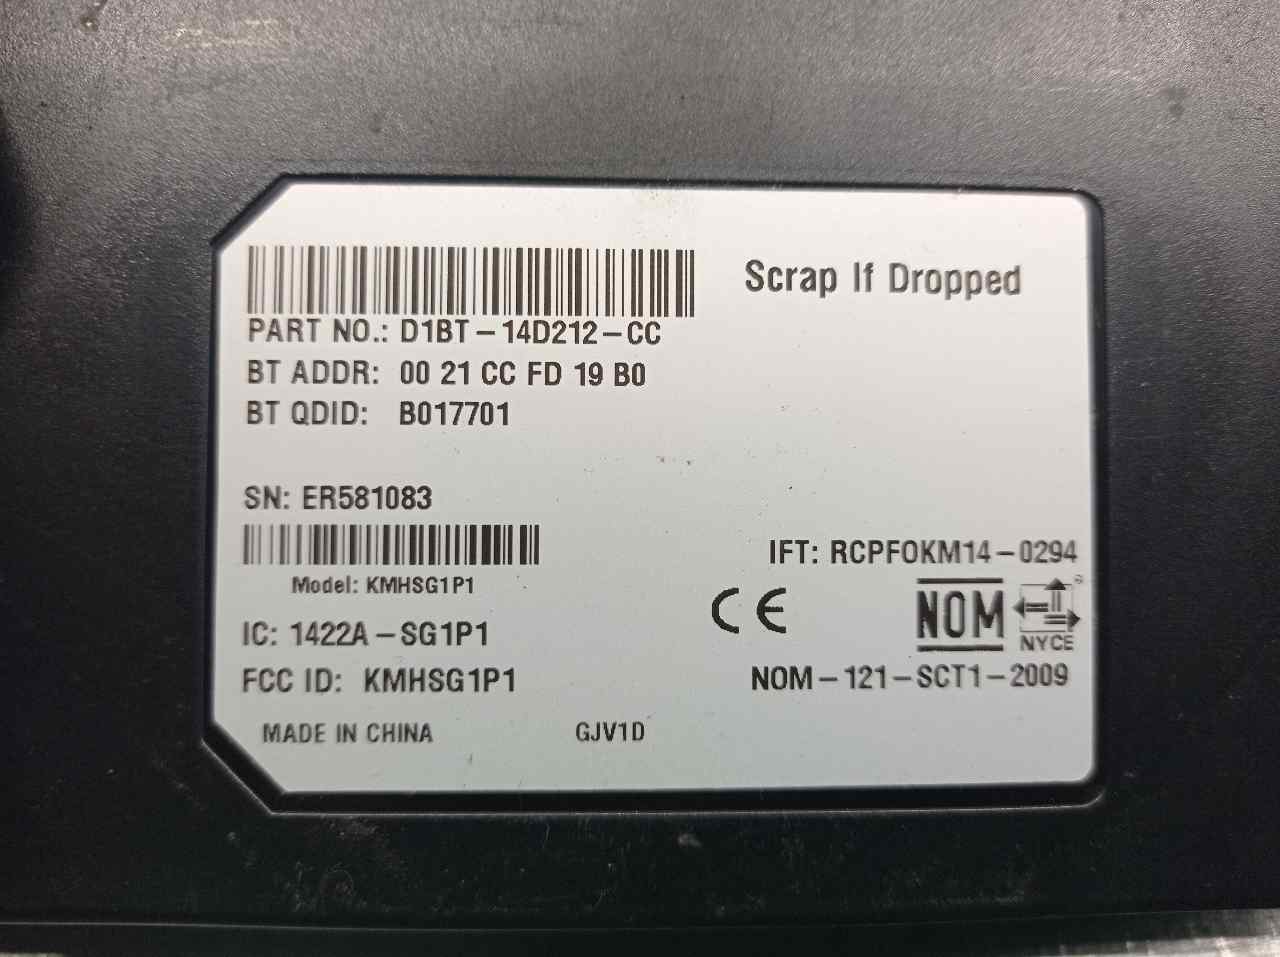 Scrap If Dropped
PART NO.: D1BT-14D212-CC
BT ADDR: 00 21 CC FD 19 B0
BT QDID: B017701
SN: ER581083
Model: KMHSG1P1
IFT: RCPFOKM14-0294
IC: 1422A-SG1P1
CE
NOM
NYCE
FCC ID: KMHSG1P1
NOM-121-SCT1-2009
MADE IN CHINA
GJV1D